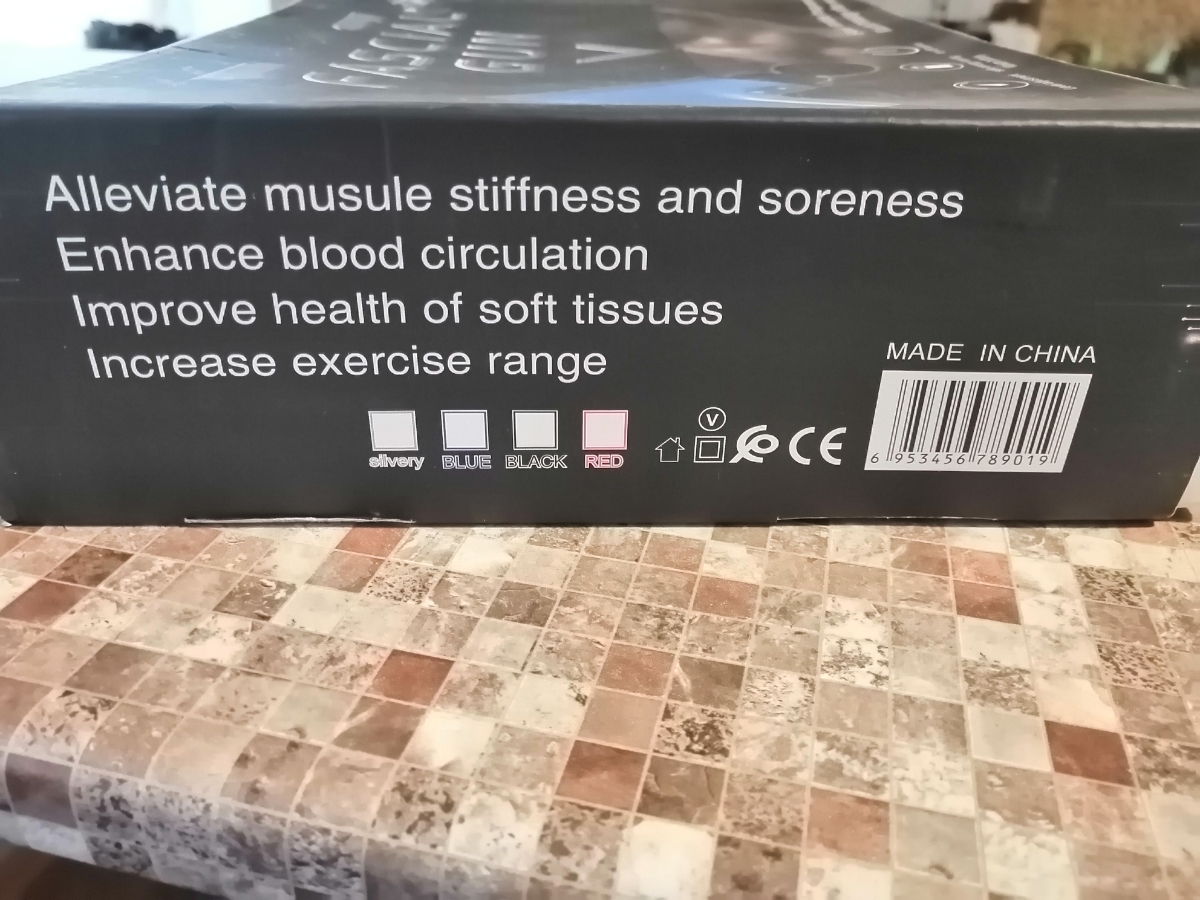 FASCIAL
GUN
Alleviate musule stiffness and soreness
Enhance blood circulation
Improve health of soft tissues
Increase exercise range
MADE IN CHINA
silvery BLUE BLACK RED
V
CE
6 953456 789019